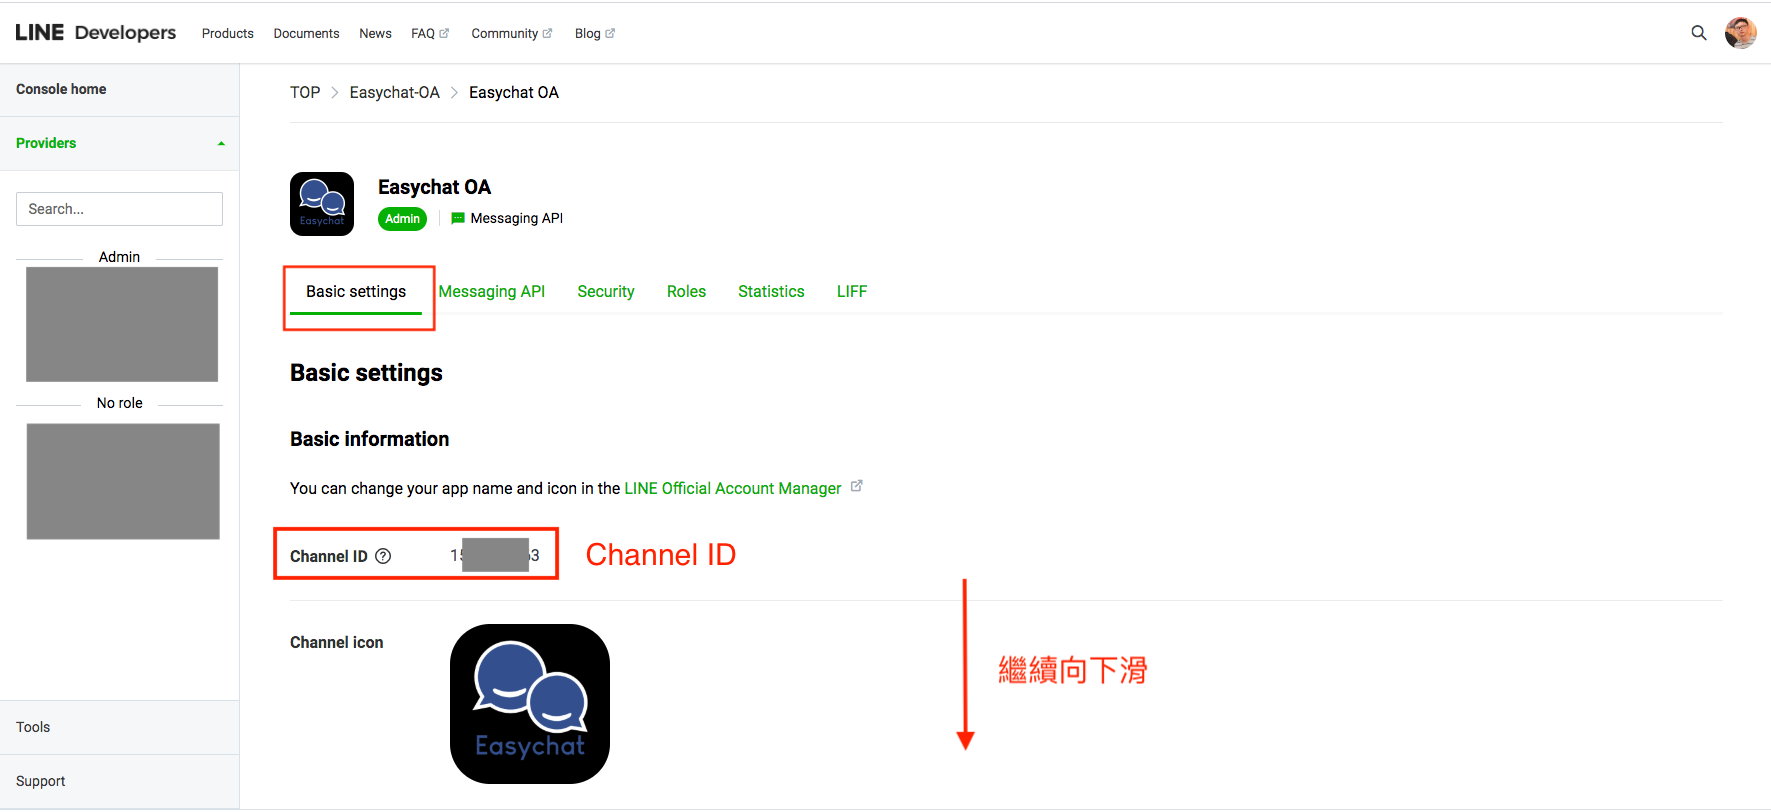 LINE Developers Products Documents News FAQ Community Blog
Console home
Providers
Search...
Admin
No role
Tools
Support
TOP > Easychat-OA > Easychat OA
Easychat
Easychat OA
Admin Messaging API
Basic settings Messaging API Security Roles Statistics LIFF
Basic settings
Basic information
You can change your app name and icon in the LINE Official Account Manager
Channel ID ? 15 3 Channel ID
繼續向下滑
Channel icon
Easychat